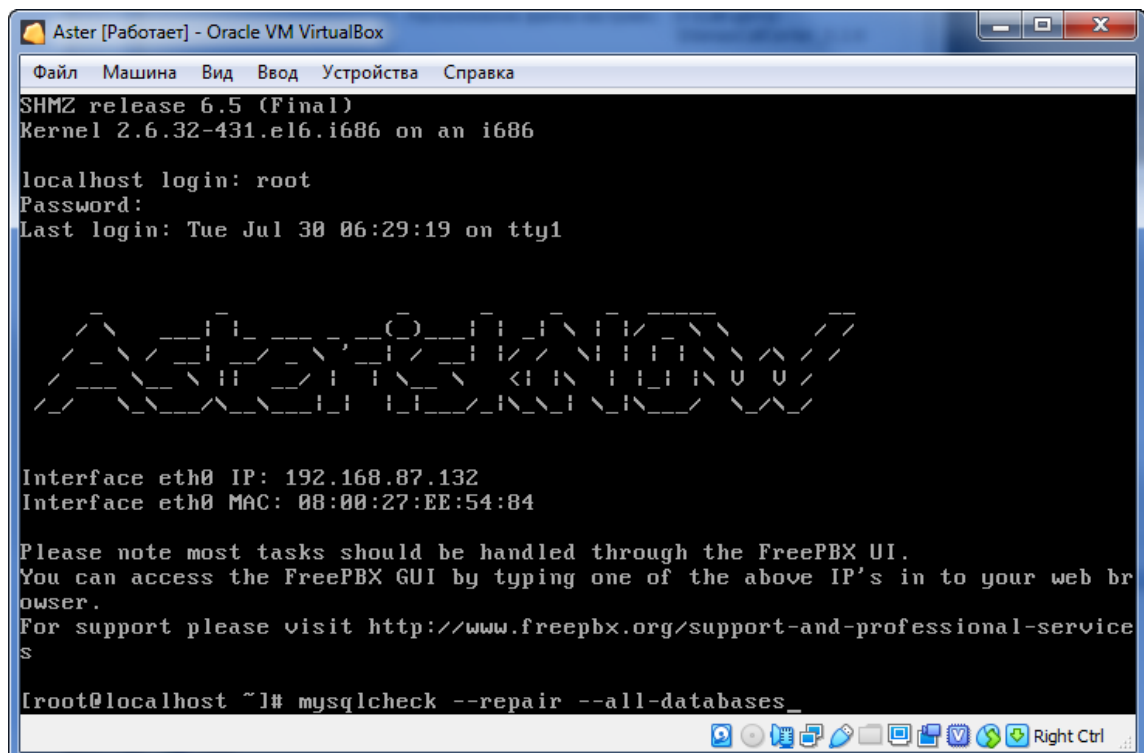 Aster [Работает] - Oracle VM VirtualBox
Файл Машина Вид Ввод Устройства Справка
SHMZ release 6.5 (Final)
Kernel 2.6.32-431.el6.i686 on an i686
localhost login: root
Password:
Last login: Tue Jul 30 06:29:19 on tty1
AsteriskNOW
Interface eth0 IP: 192.168.87.132
Interface eth0 MAC: 08:00:27:EE:54:84
Please note most tasks should be handled through the FreePBX UI.
You can access the FreePBX GUI by typing one of the above IP's in to your web br
owser.
For support please visit http://www.freepbx.org/support-and-professional-service
s
[root@localhost ~]# mysqlcheck --repair --all-databases_
Right Ctrl